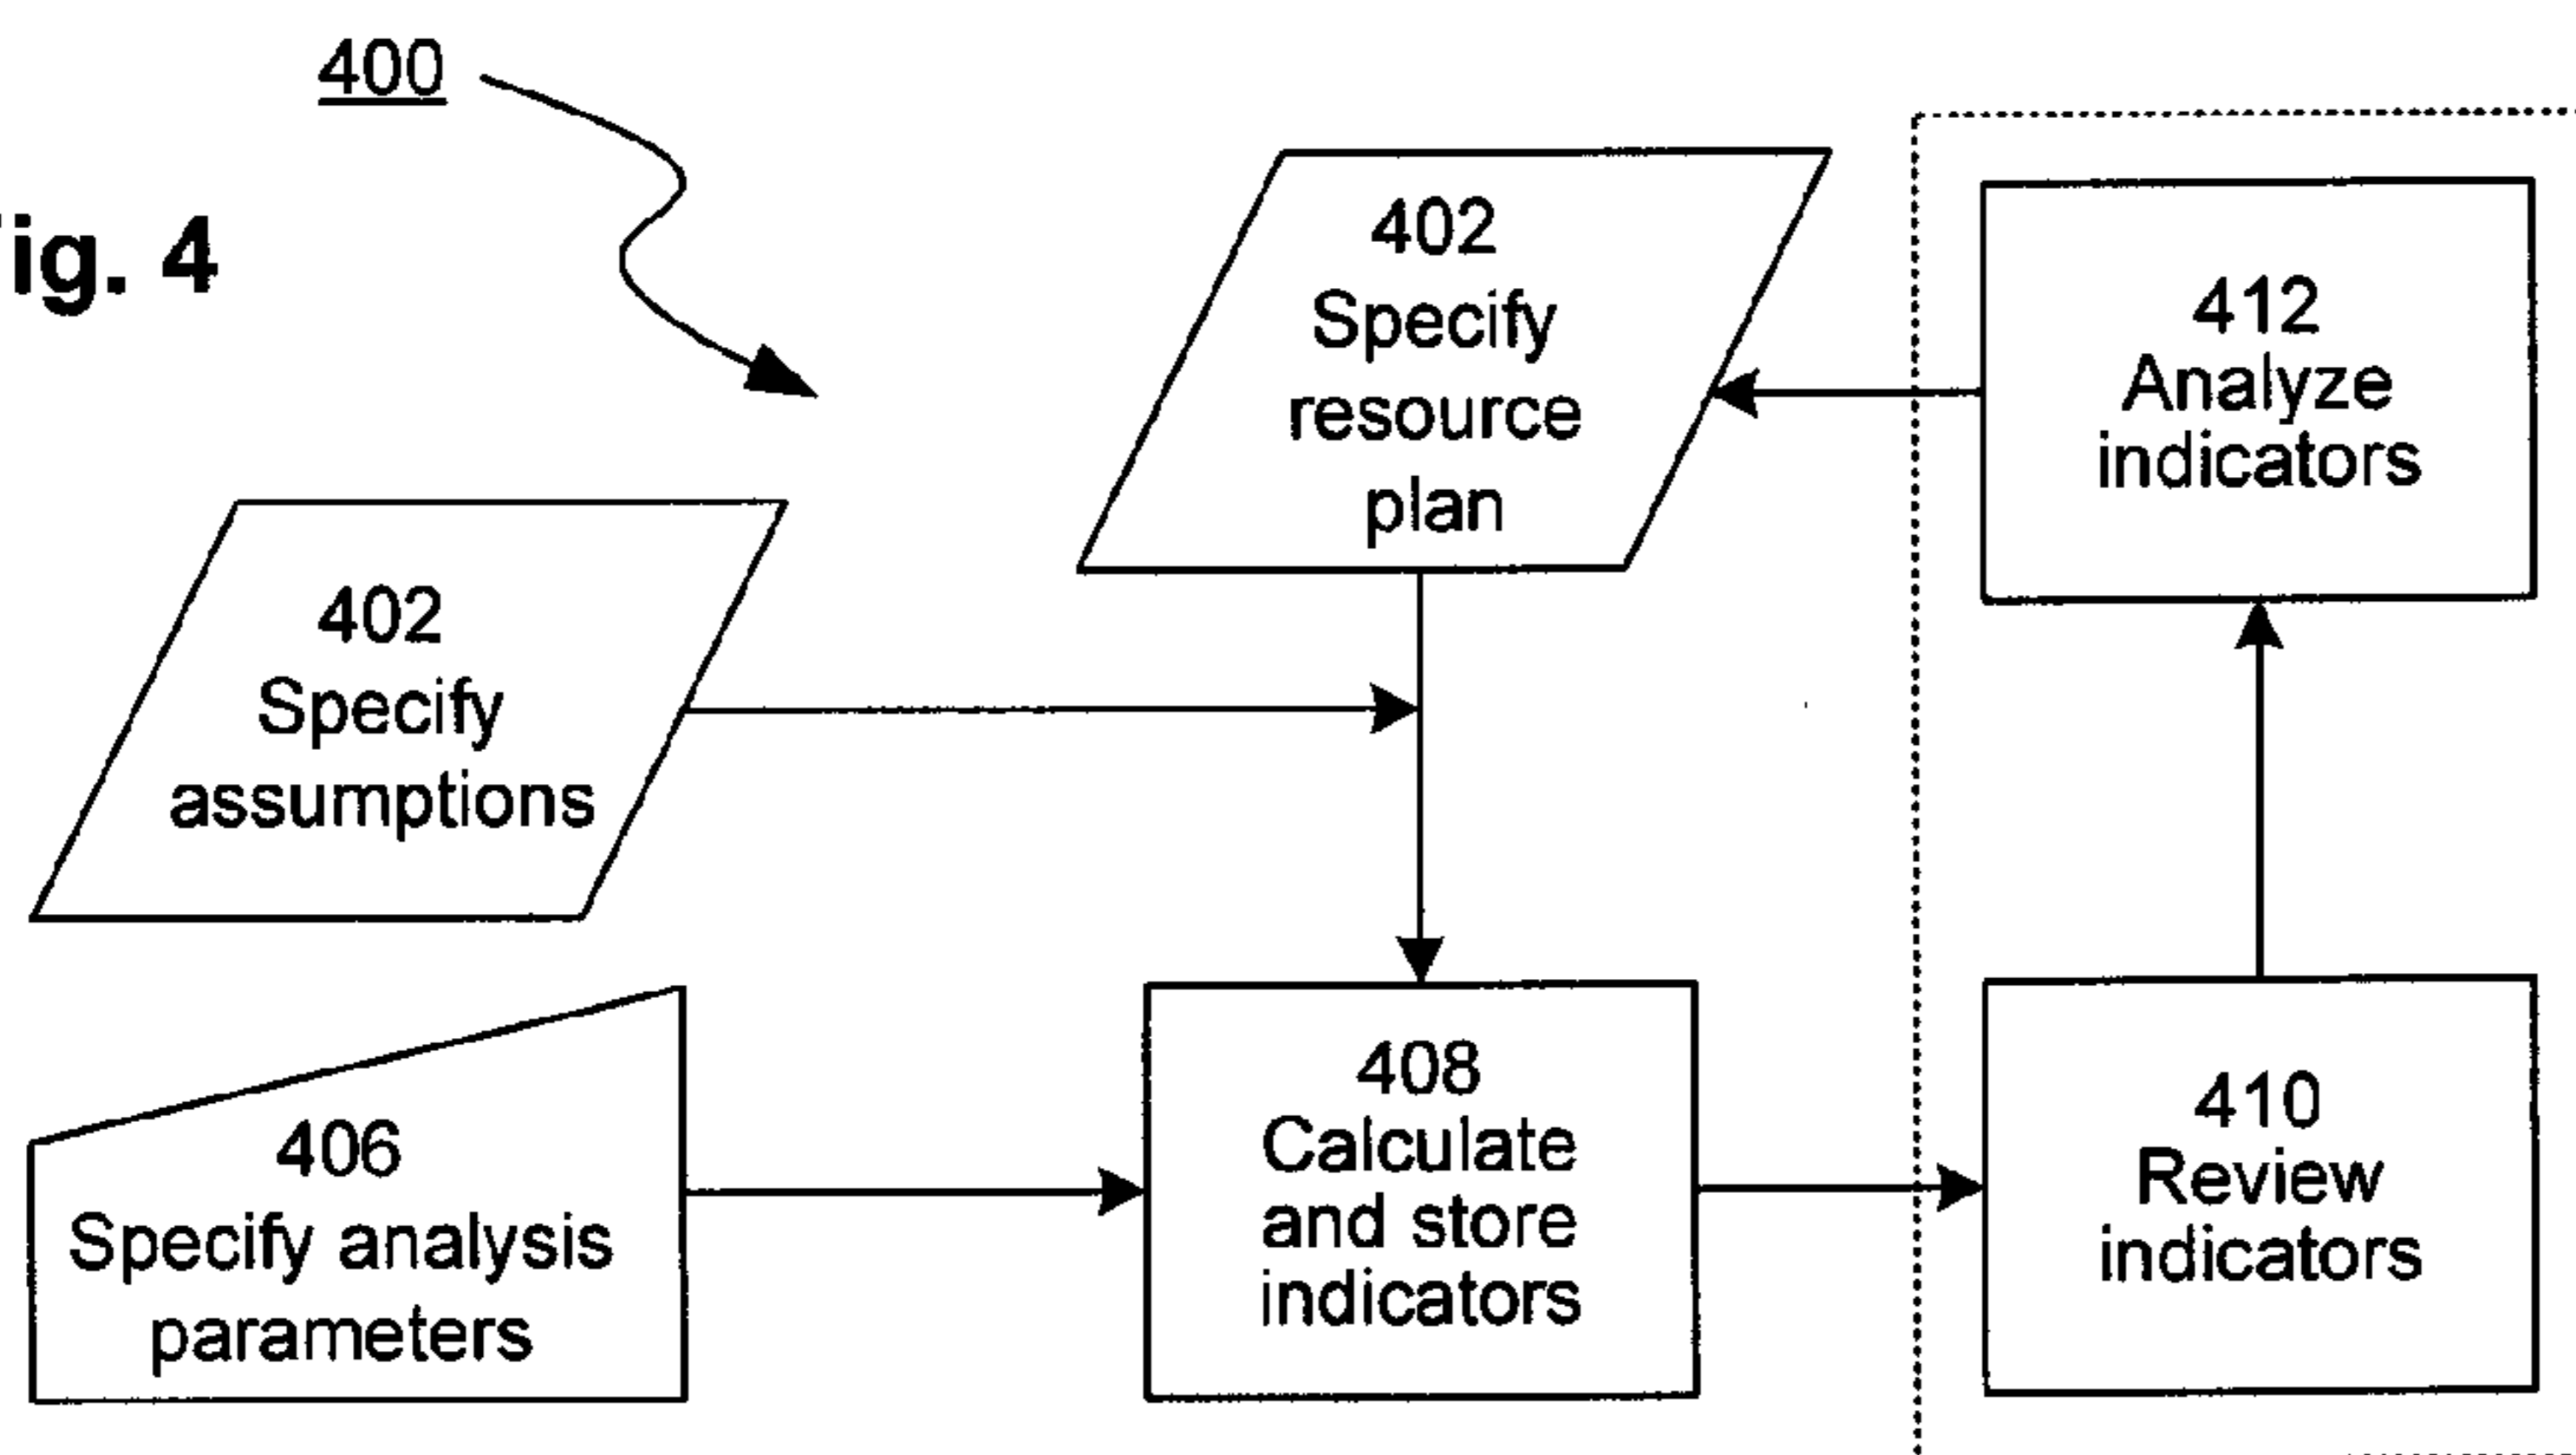 400
ig. 4
402
Specify
resource
plan
412
Analyze
indicators
402
Specify
assumptions
406
Specify analysis
parameters
408
Calculate
and store
indicators
410
Review
indicators